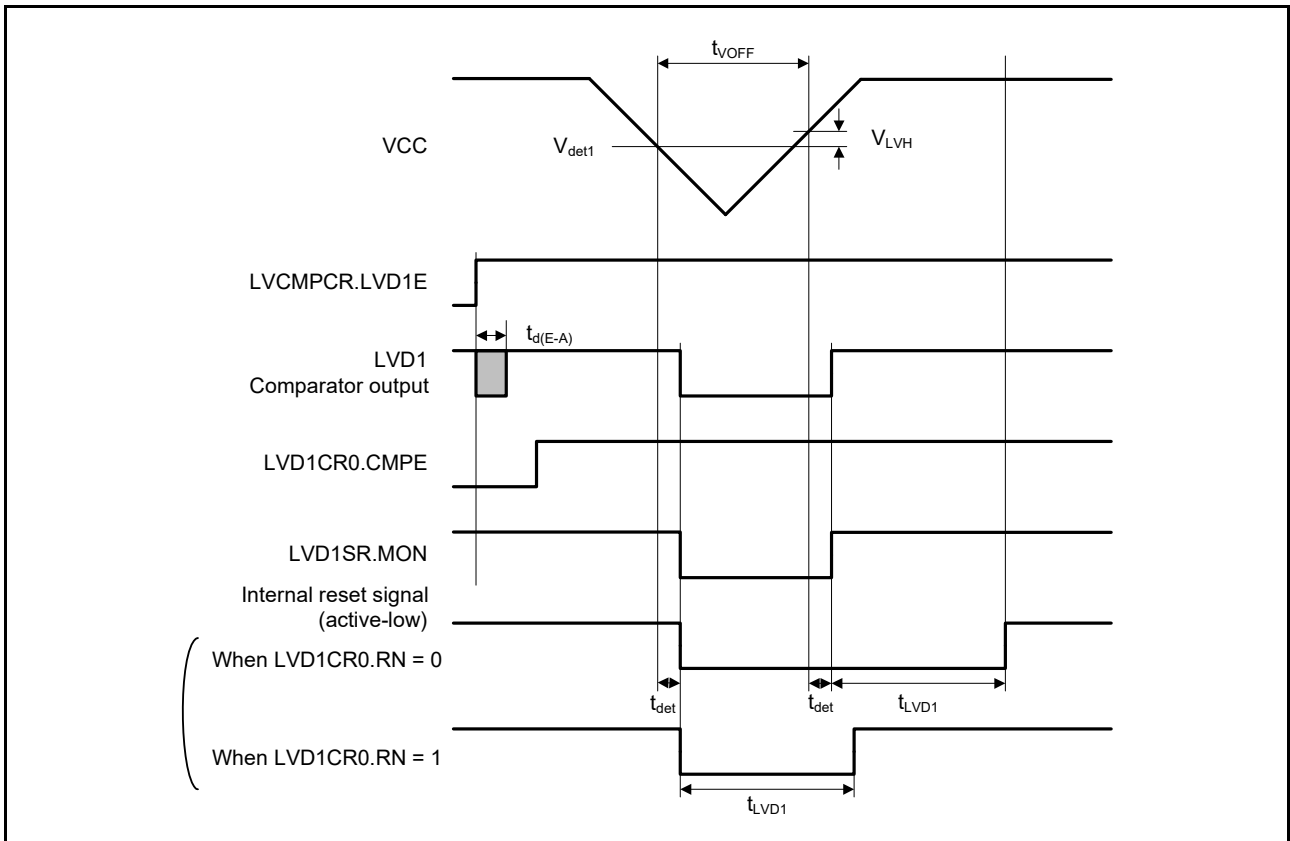 tVOFF
VCC
Vdet1
VLVH
LVCMPCR.LVD1E
td(E-A)
LVD1
Comparator output
LVD1CR0.CMPE
LVD1SR.MON
Internal reset signal
(active-low)
When LVD1CR0.RN = 0
tdet
tdet
tLVD1
When LVD1CR0.RN = 1
tLVD1